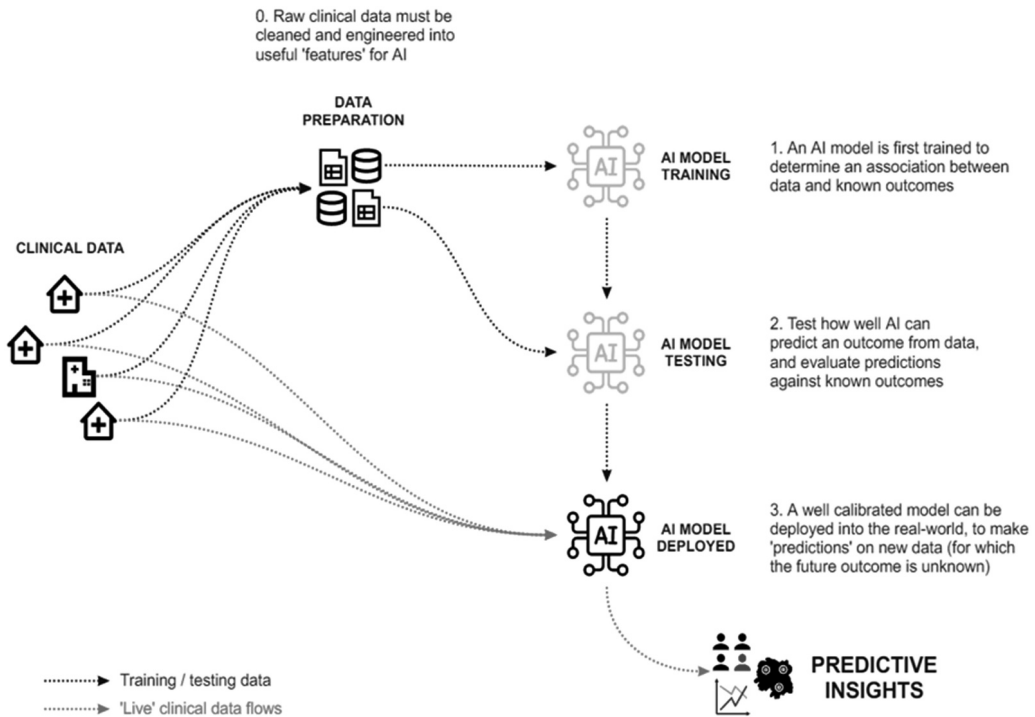 0. Raw clinical data must be
cleaned and engineered into
useful 'features' for AI
DATA
PREPARATION
AI
AI MODEL
TRAINING
1. An AI model is first trained to
determine an association between
data and known outcomes
CLINICAL DATA
AI
AI MODEL
TESTING
2. Test how well AI can
predict an outcome from data,
and evaluate predictions
against known outcomes
AI
AI MODEL
DEPLOYED
3. A well calibrated model can be
deployed into the real-world, to make
'predictions' on new data (for which
the future outcome is unknown)
PREDICTIVE
INSIGHTS
Training / testing data
'Live' clinical data flows